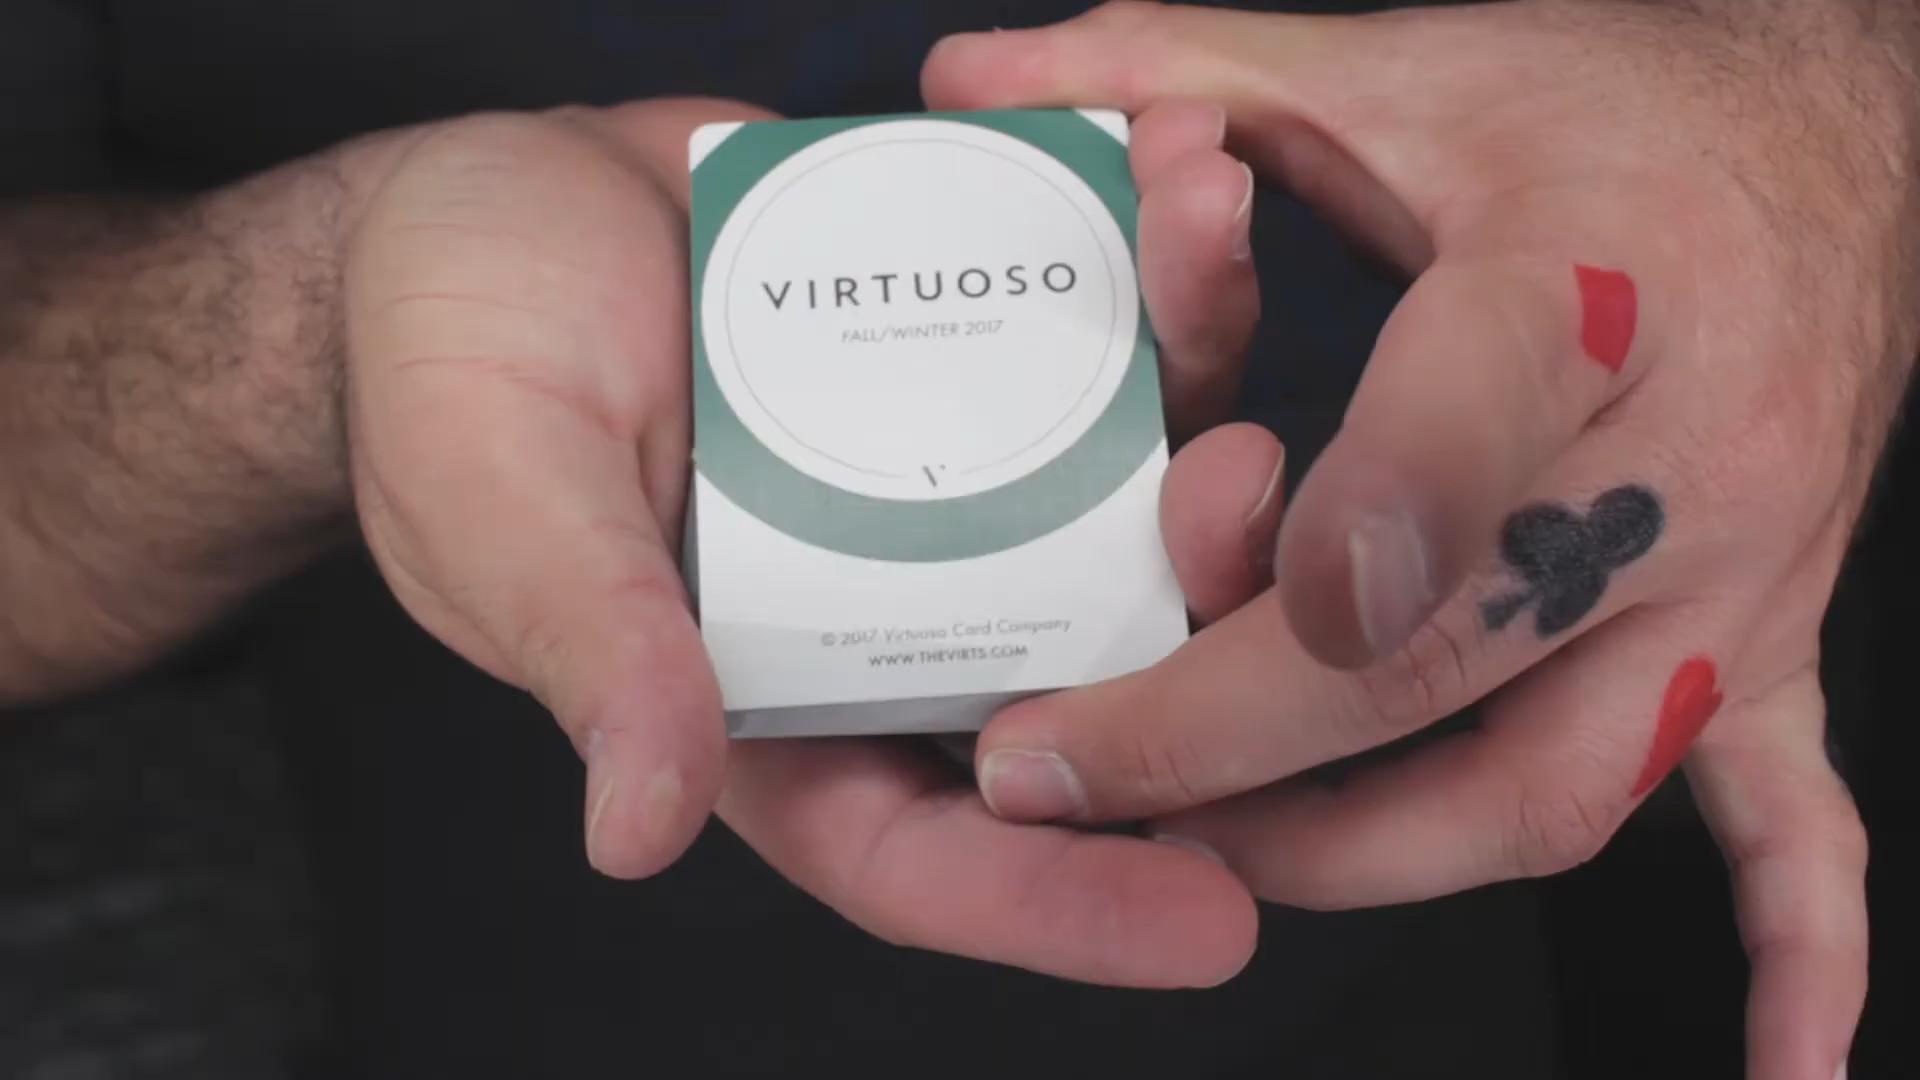 VIRTUOSO
FALL/WINTER 2017
V
© 2017 Virtuoso Card Company
WWW.THEVIRTS.COM